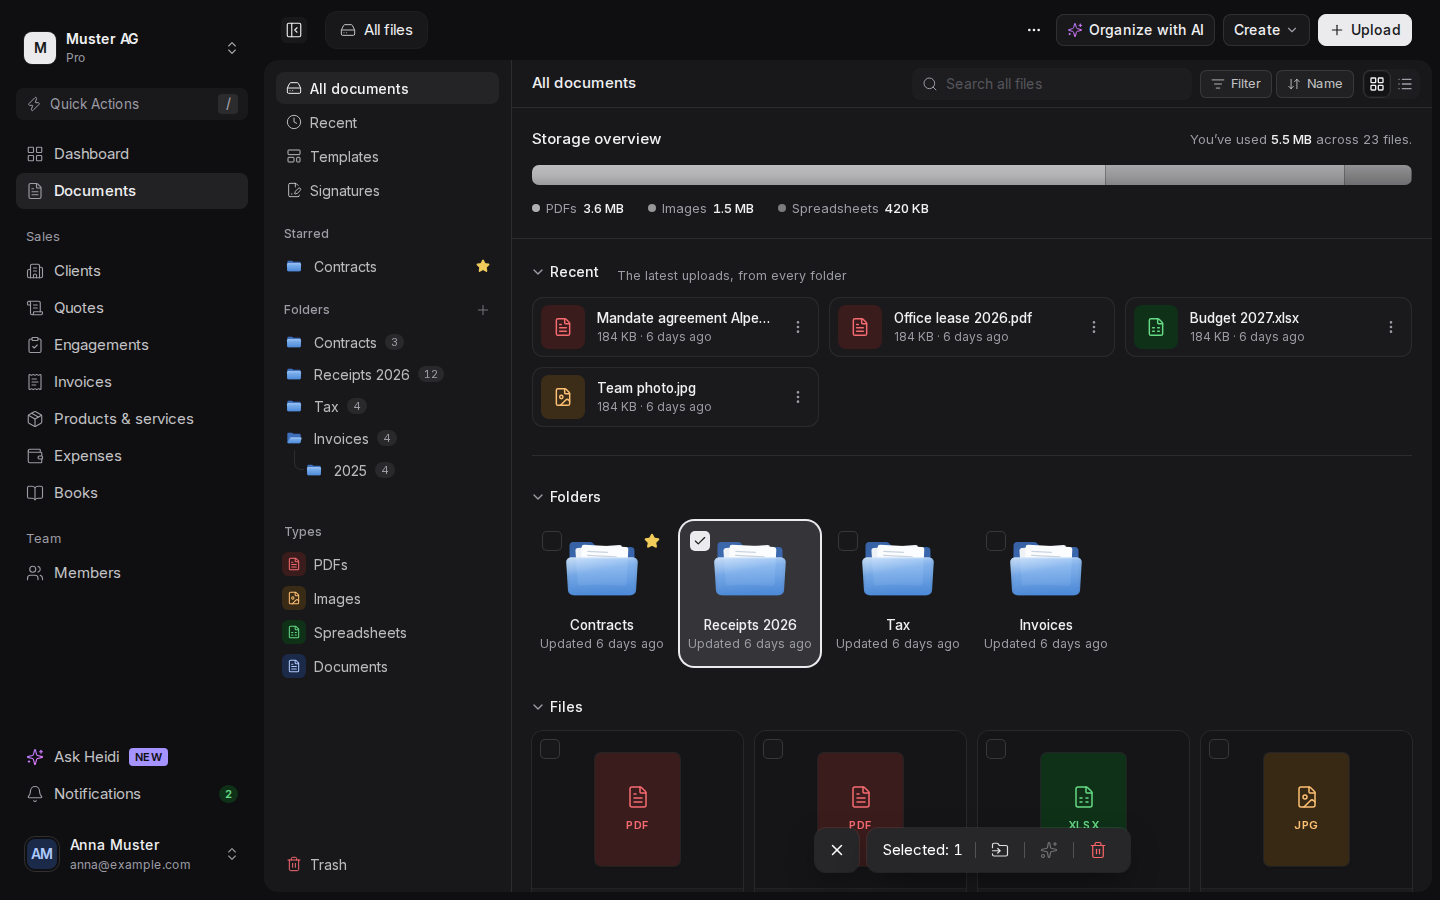 M
Muster AG
Pro
Quick Actions
/
Dashboard
Documents
Sales
Clients
Quotes
Engagements
Invoices
Products & services
Expenses
Books
Team
Members
Ask Heidi
NEW
Notifications
2
AM
Anna Muster
anna@example.com
All files
Organize with AI
Create
Upload
All documents
Recent
Templates
Signatures
Starred
Contracts
Folders
Contracts 3
Receipts 2026 12
Tax 4
Invoices 4
2025 4
Types
PDFs
Images
Spreadsheets
Documents
Trash
All documents
Search all files
Filter
Name
Storage overview
You've used 5.5 MB across 23 files.
PDFs 3.6 MB
Images 1.5 MB
Spreadsheets 420 KB
Recent
The latest uploads, from every folder
Mandate agreement Alpe...
184 KB · 6 days ago
Office lease 2026.pdf
184 KB · 6 days ago
Budget 2027.xlsx
184 KB · 6 days ago
Team photo.jpg
184 KB · 6 days ago
Folders
Contracts
Updated 6 days ago
Receipts 2026
Updated 6 days ago
Tax
Updated 6 days ago
Invoices
Updated 6 days ago
Files
PDF
PDF
XLSX
JPG
Selected: 1